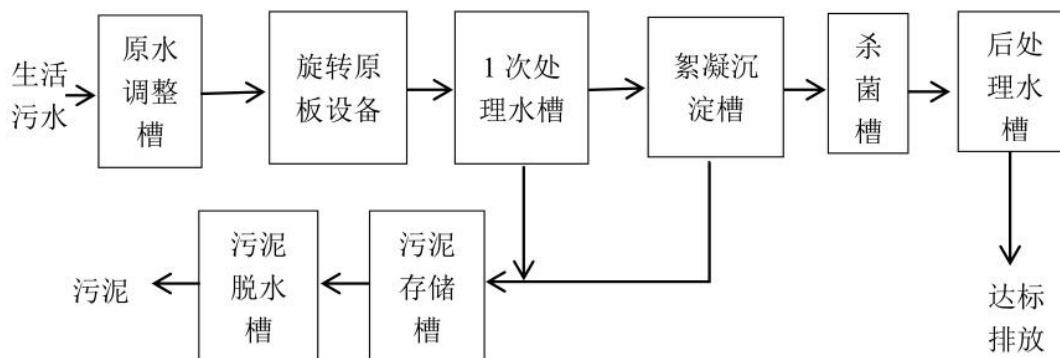 生活
污水
原水
调整
槽
旋转原
板设备
1 次处
理水槽
絮凝沉
淀槽
杀
菌
槽
后处
理水
槽
污泥
污泥
脱水
槽
污泥
存储
槽
达标
排放